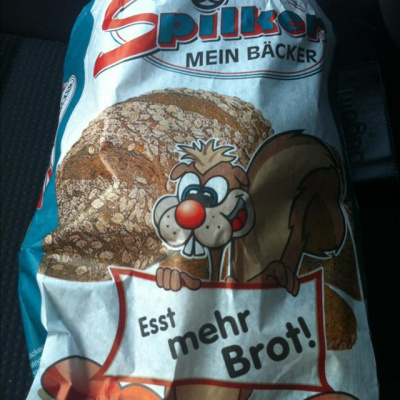 Spilker
MEIN BÄCKER
Esst
mehr
Brot!